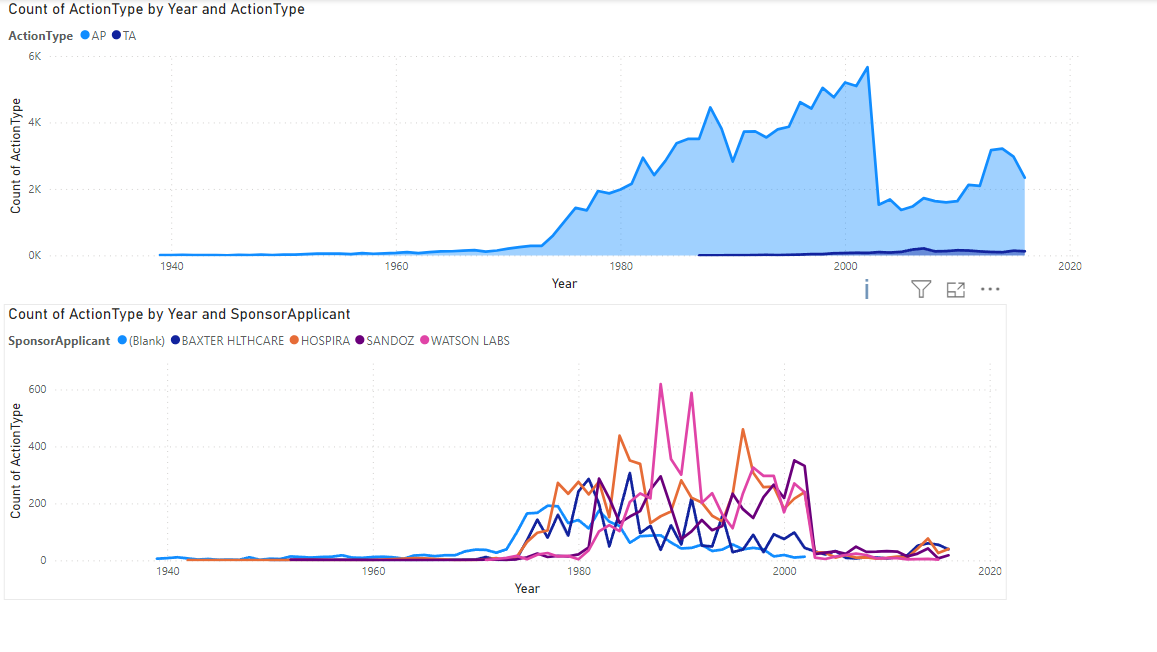 Count of ActionType by Year and ActionType
ActionType AP TA
6K
4K
2K
0K
Count of ActionType
1940 1960 1980 2000 2020
Year
Count of ActionType by Year and SponsorApplicant
SponsorApplicant (Blank) BAXTER HLTHCARE HOSPIRA SANDOZ WATSON LABS
600
400
200
0
Count of ActionType
1940 1960 1980 2000 2020
Year